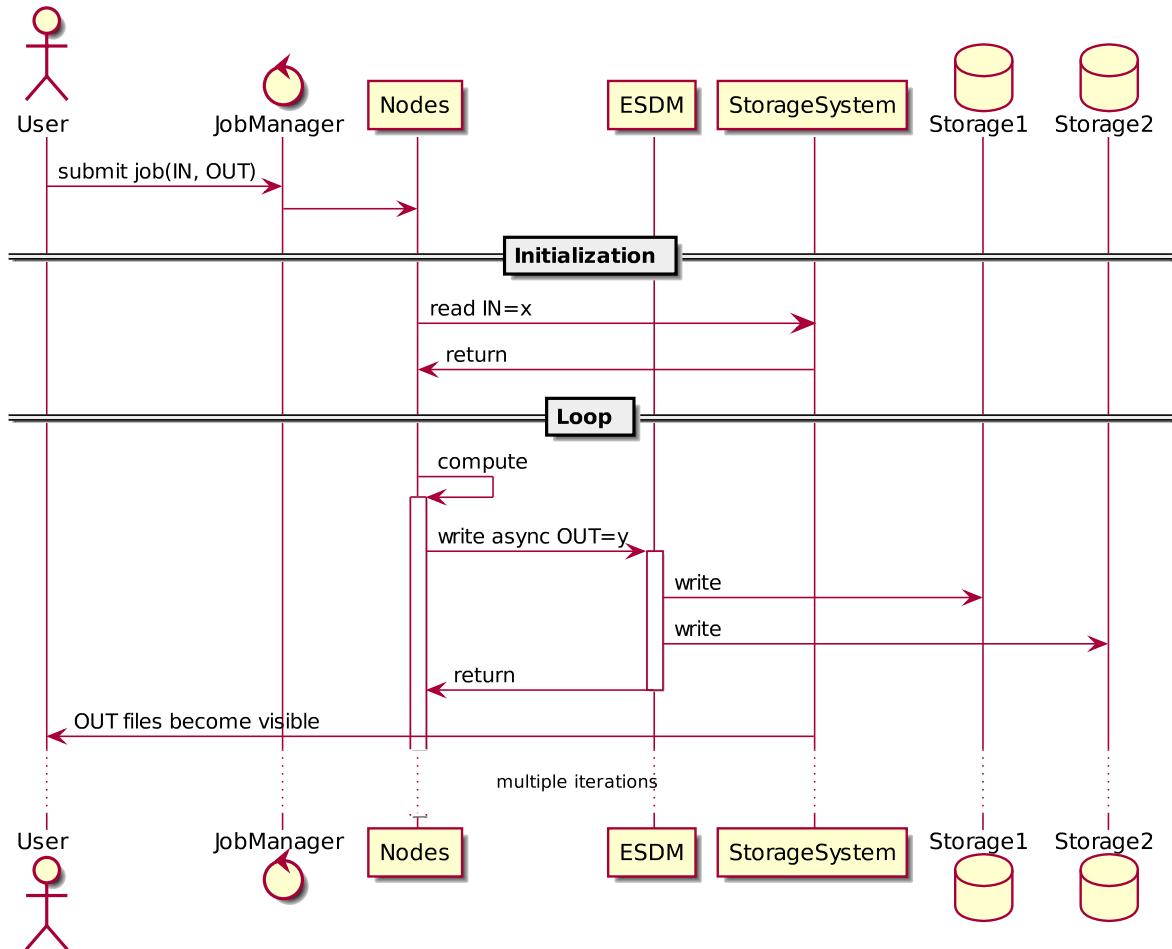 User
JobManager
Nodes
ESDM
StorageSystem
Storage1
Storage2
submit job(IN, OUT)
Initialization
read IN=x
return
Loop
compute
write async OUT=y
write
write
return
OUT files become visible
multiple iterations
User
JobManager
Nodes
ESDM
StorageSystem
Storage1
Storage2